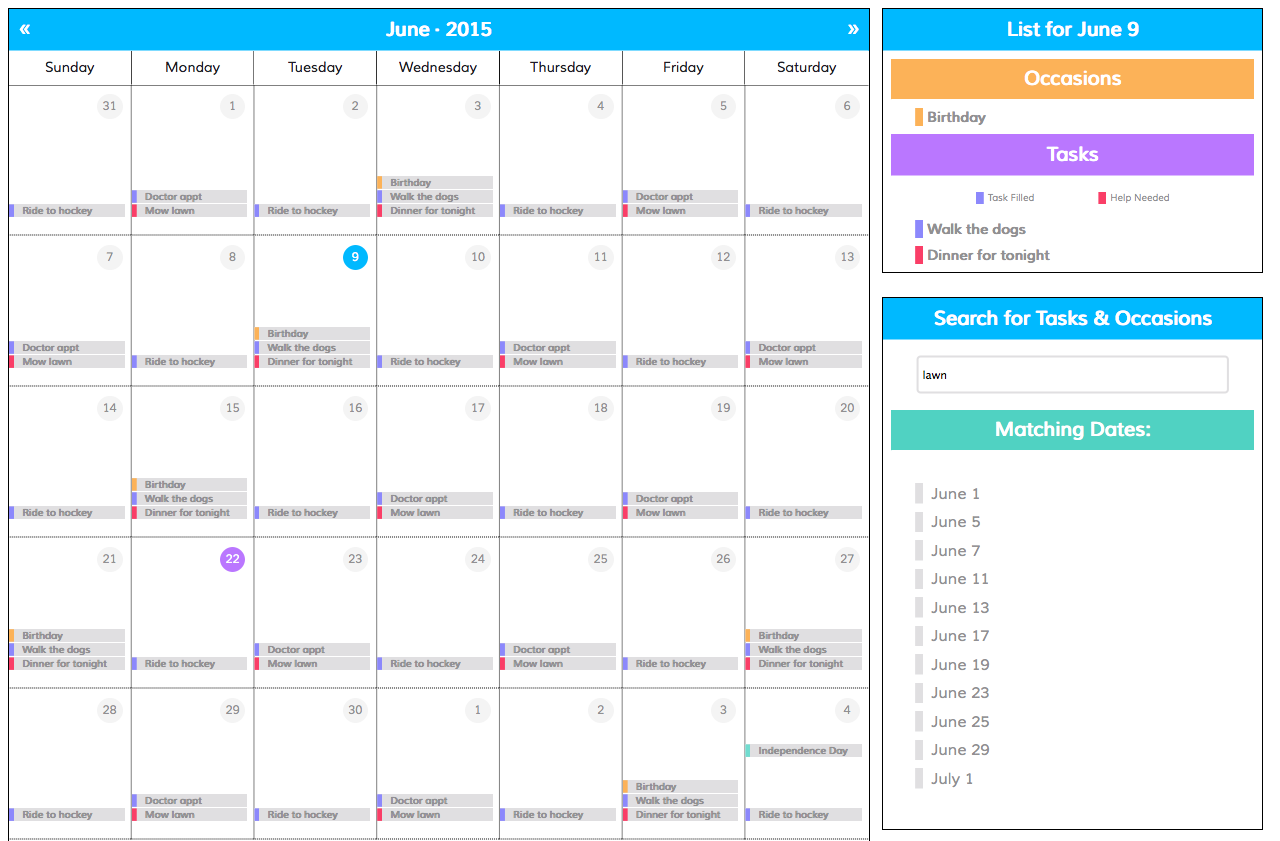 « June · 2015 »
Sunday Monday Tuesday Wednesday Thursday Friday Saturday
31 1 2 3 4 5 6
Birthday
Doctor appt Walk the dogs Doctor appt
Ride to hockey Mow lawn Ride to hockey Dinner for tonight Ride to hockey Mow lawn Ride to hockey
7 8 9 10 11 12 13
Birthday
Doctor appt Walk the dogs Doctor appt Doctor appt
Mow lawn Ride to hockey Dinner for tonight Ride to hockey Mow lawn Ride to hockey Mow lawn
14 15 16 17 18 19 20
Birthday
Walk the dogs Doctor appt Doctor appt
Ride to hockey Dinner for tonight Ride to hockey Mow lawn Ride to hockey Mow lawn Ride to hockey
21 22 23 24 25 26 27
Birthday Birthday
Walk the dogs Doctor appt Doctor appt Walk the dogs
Dinner for tonight Ride to hockey Mow lawn Ride to hockey Mow lawn Ride to hockey Dinner for tonight
28 29 30 1 2 3 4
Independence Day
Birthday
Doctor appt Doctor appt Walk the dogs
Ride to hockey Mow lawn Ride to hockey Mow lawn Ride to hockey Dinner for tonight Ride to hockey
List for June 9
Occasions
Birthday
Tasks
Task Filled Help Needed
Walk the dogs
Dinner for tonight
Search for Tasks & Occasions
lawn
Matching Dates:
June 1
June 5
June 7
June 11
June 13
June 17
June 19
June 23
June 25
June 29
July 1